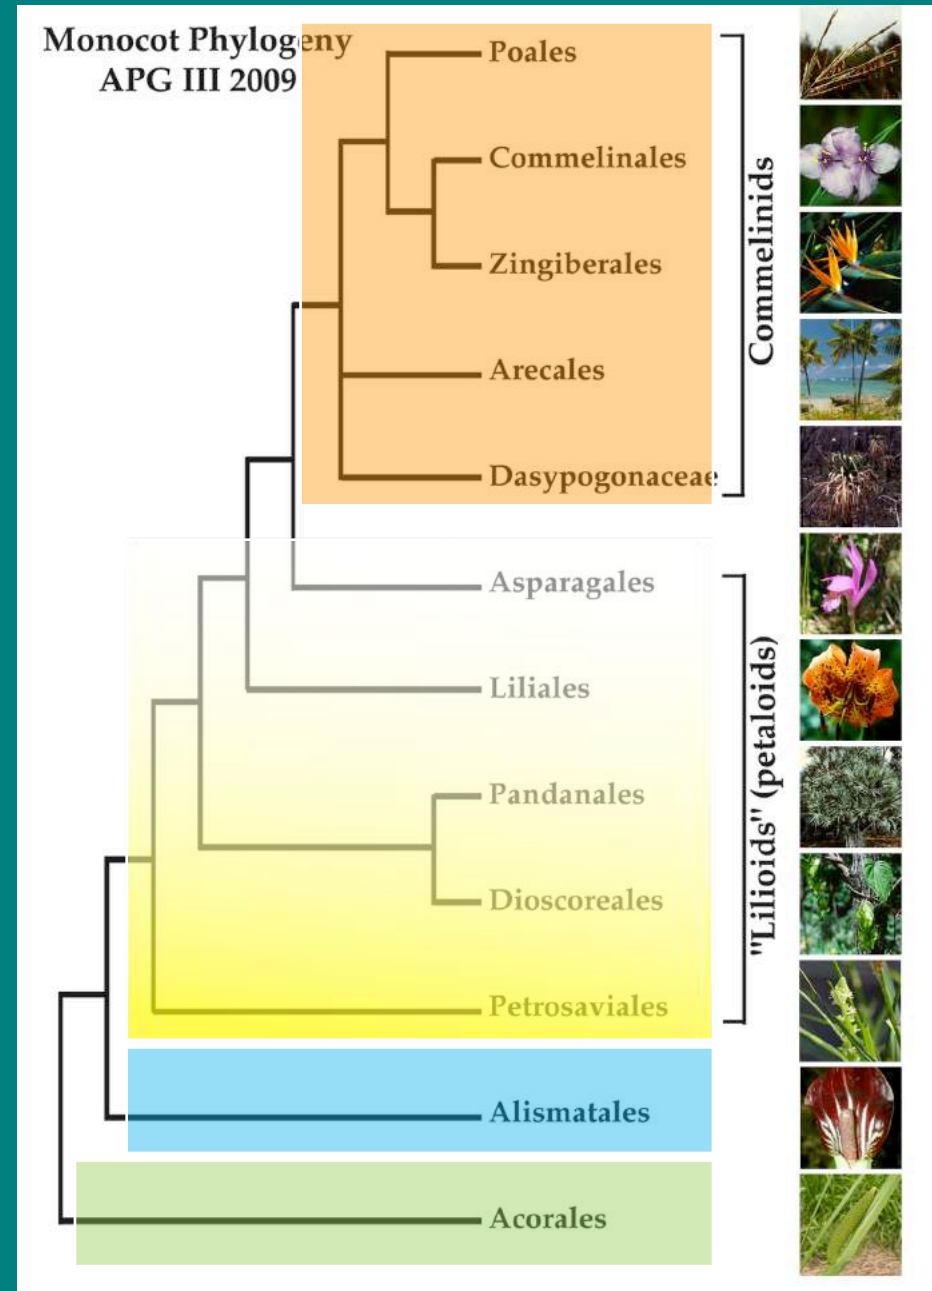 Monocot Phylogeny
APG III 2009
Poales
Commelinales
Zingiberales
Arecales
Dasypogonaceae
Commelinids
Asparagales
Liliales
Pandanales
Dioscoreales
Petrosaviales
"Lilioids" (petaloids)
Alismatales
Acorales